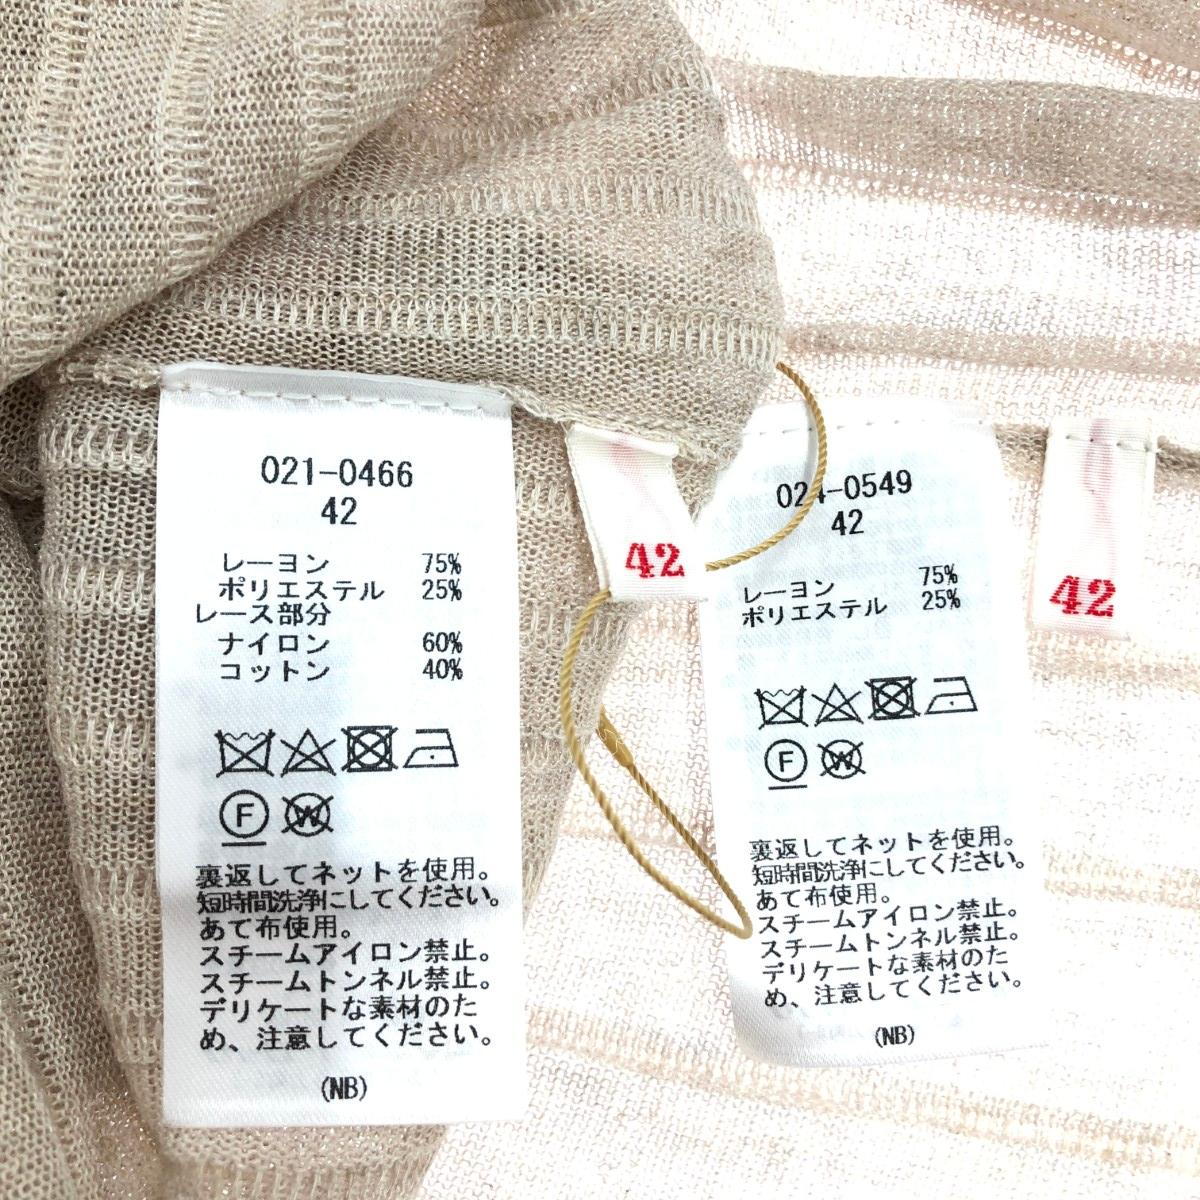 021-0466
42
レーヨン 75%
ポリエステル 25%
レース部分
ナイロン 60%
コットン 40%
F W
裏返してネットを使用。
短時間洗浄にしてください。
あて布使用。
スチームアイロン禁止。
スチームトンネル禁止。
デリケートな素材のた
め、注意してください。
(NB)
42
024-0549
42
レーヨン 75%
ポリエステル 25%
F W
裏返してネットを使用。
短時間洗浄にしてください。
あて布使用。
スチームアイロン禁止。
スチームトンネル禁止。
デリケートな素材のた
め、注意してください。
(NB)
42